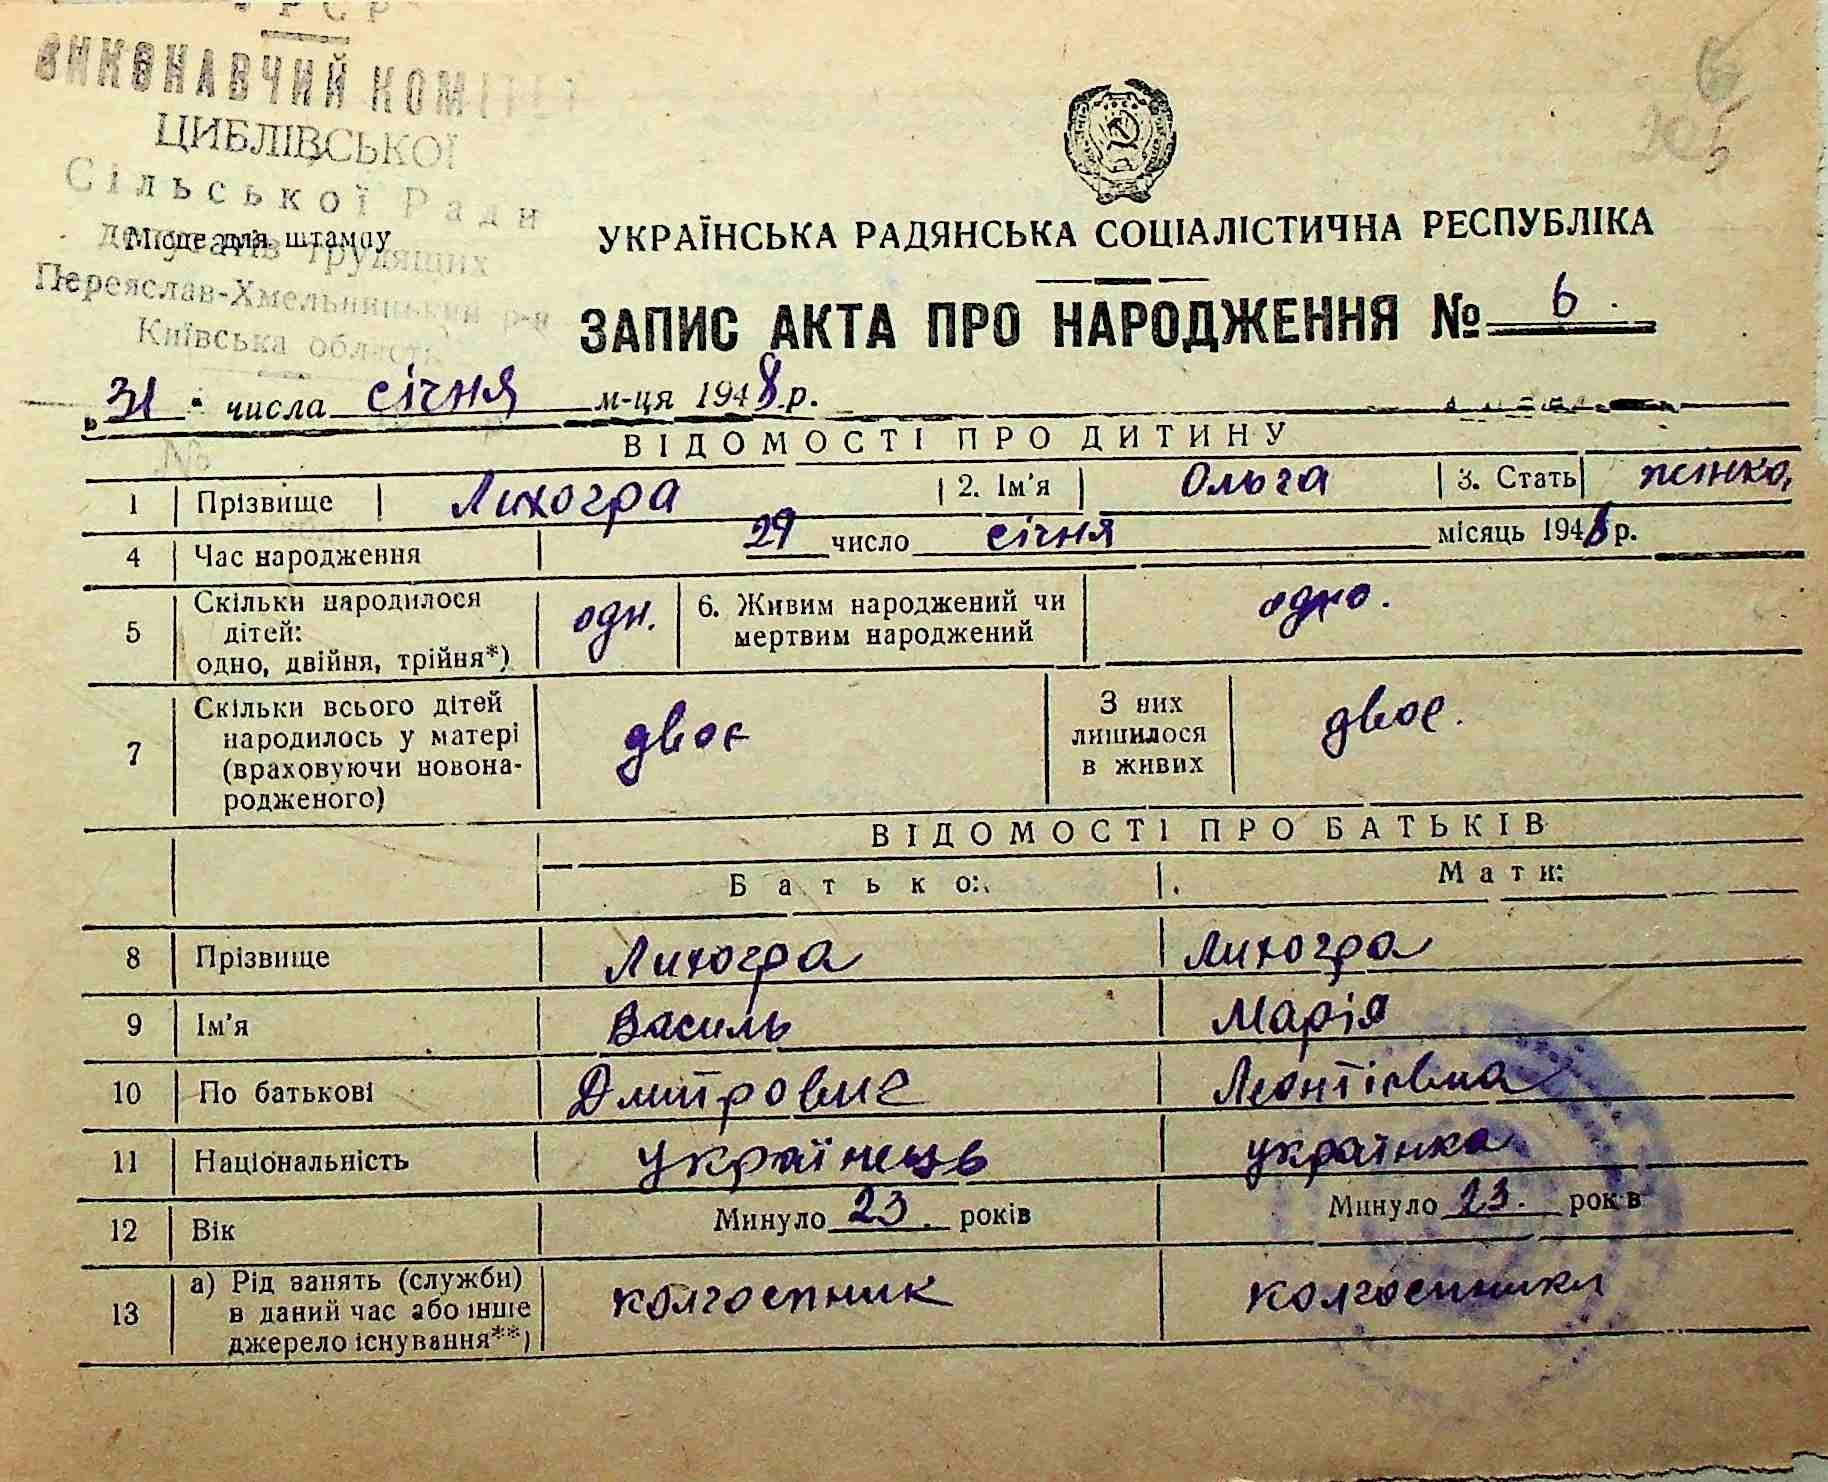 УРСР
ВИКОНАВЧИЙ КОМІТЕТ
ЦИБЛІВСЬКОЇ
Сільської Ради
депутатів трудящих
Місце для штампу
Переяслав-Хмельницький р-н
Київська область
УКРАЇНСЬКА РАДЯНСЬКА СОЦІАЛІСТИЧНА РЕСПУБЛІКА
ЗАПИС АКТА ПРО НАРОДЖЕННЯ № 6.
„31“ числа січня м-ця 1948 р.
№
ВІДОМОСТІ ПРО ДИТИНУ
1 Прізвище Лихогра 2. Ім'я Ольга 3. Стать жінко.
4 Час народження 29 число січня місяць 1948 р.
5 Скільки народилося дітей: одно, двійня, трійня*) одн. 6. Живим народжений чи мертвим народжений одно.
7 Скільки всього дітей народилось у матері (враховуючи новонародженого) двоє З них лишилося в живих двоє.
ВІДОМОСТІ ПРО БАТЬКІВ
Батько: Мати:
8 Прізвище Лихогра Лихогра
9 Ім'я Василь Марія
10 По батькові Дмитрович Леонтіївна
11 Національність українець українка
12 Вік Минуло 23. років Минуло 23. років
13 а) Рід занять (служби) в даний час або інше джерело існування**) колгоспник колгоспника